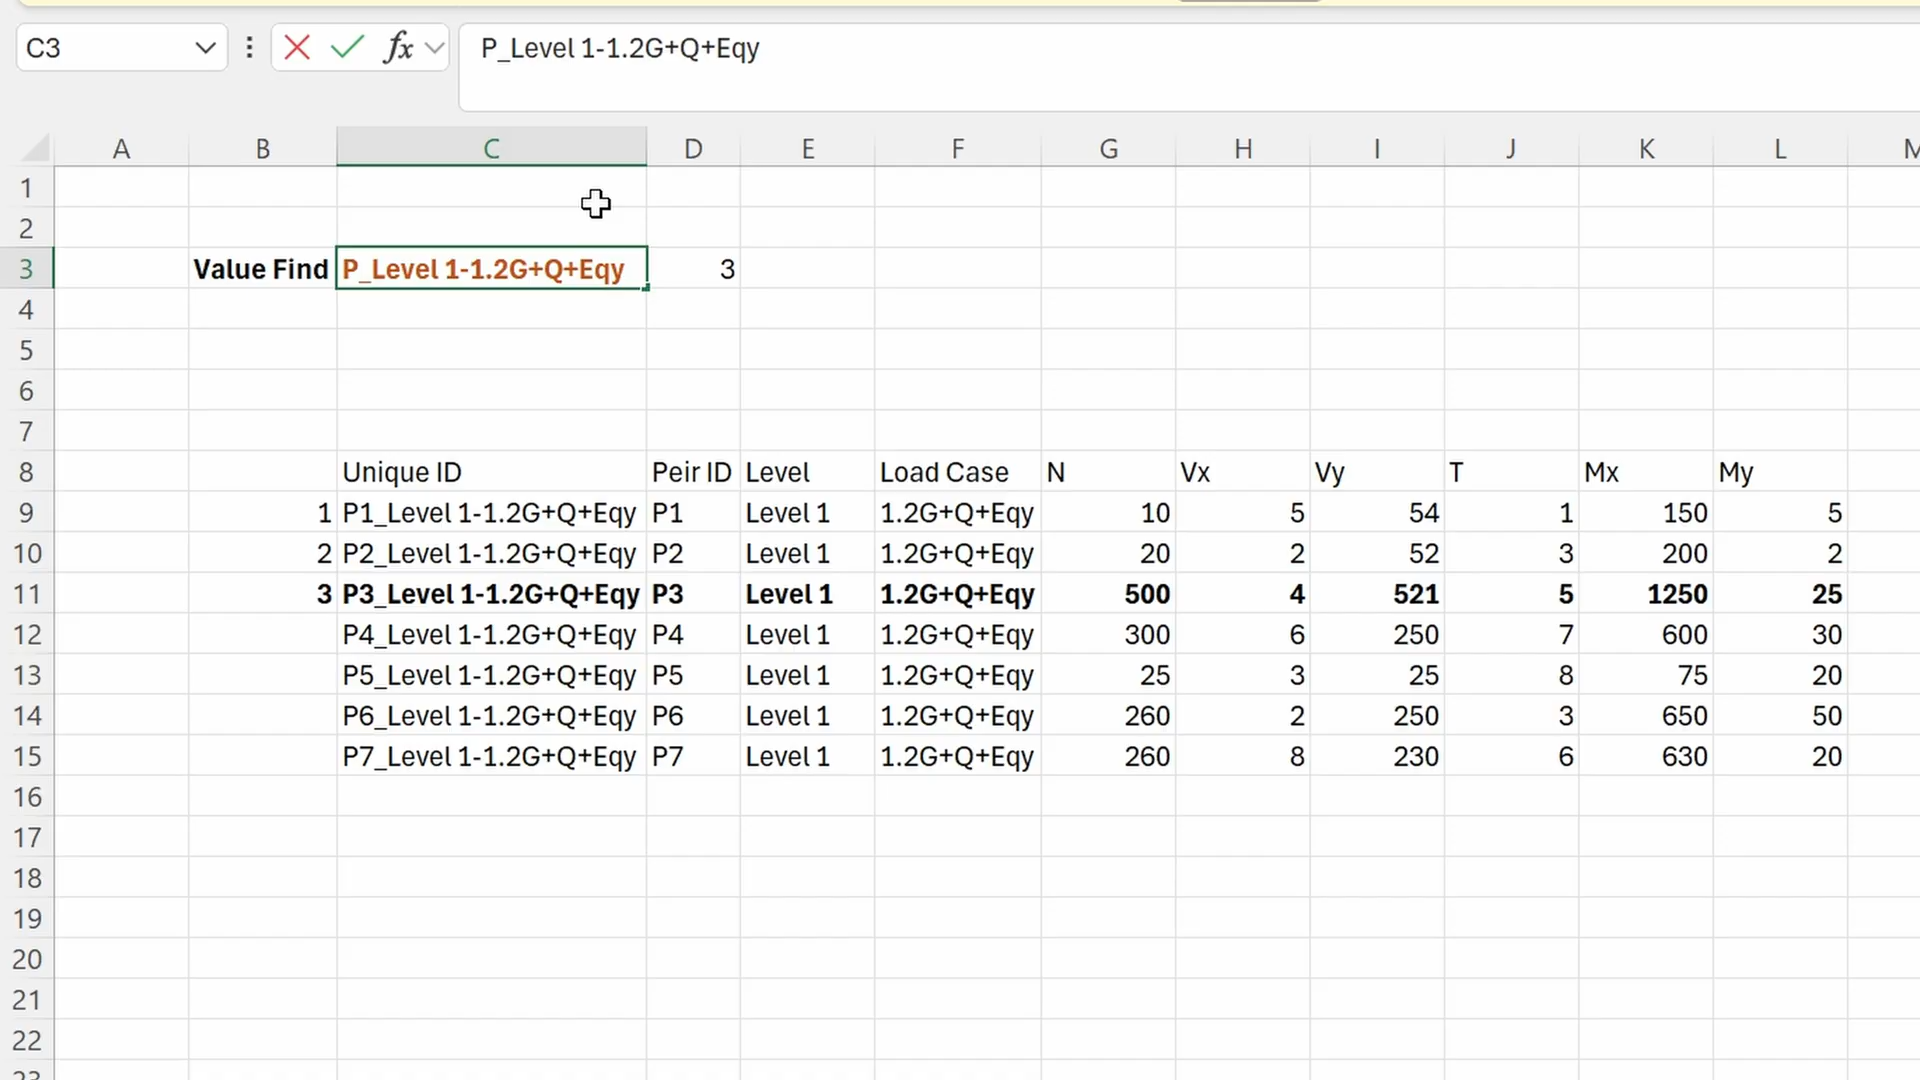 C3 fx P_Level 1-1.2G+Q+Eqy
A B C D E F G H I J K L
1
2
3 Value Find P_Level 1-1.2G+Q+Eqy 3
4
5
6
7
8 Unique ID Peir ID Level Load Case N Vx Vy T Mx My
9 1 P1_Level 1-1.2G+Q+Eqy P1 Level 1 1.2G+Q+Eqy 10 5 54 1 150 5
10 2 P2_Level 1-1.2G+Q+Eqy P2 Level 1 1.2G+Q+Eqy 20 2 52 3 200 2
11 3 P3_Level 1-1.2G+Q+Eqy P3 Level 1 1.2G+Q+Eqy 500 4 521 5 1250 25
12 P4_Level 1-1.2G+Q+Eqy P4 Level 1 1.2G+Q+Eqy 300 6 250 7 600 30
13 P5_Level 1-1.2G+Q+Eqy P5 Level 1 1.2G+Q+Eqy 25 3 25 8 75 20
14 P6_Level 1-1.2G+Q+Eqy P6 Level 1 1.2G+Q+Eqy 260 2 250 3 650 50
15 P7_Level 1-1.2G+Q+Eqy P7 Level 1 1.2G+Q+Eqy 260 8 230 6 630 20
16
17
18
19
20
21
22